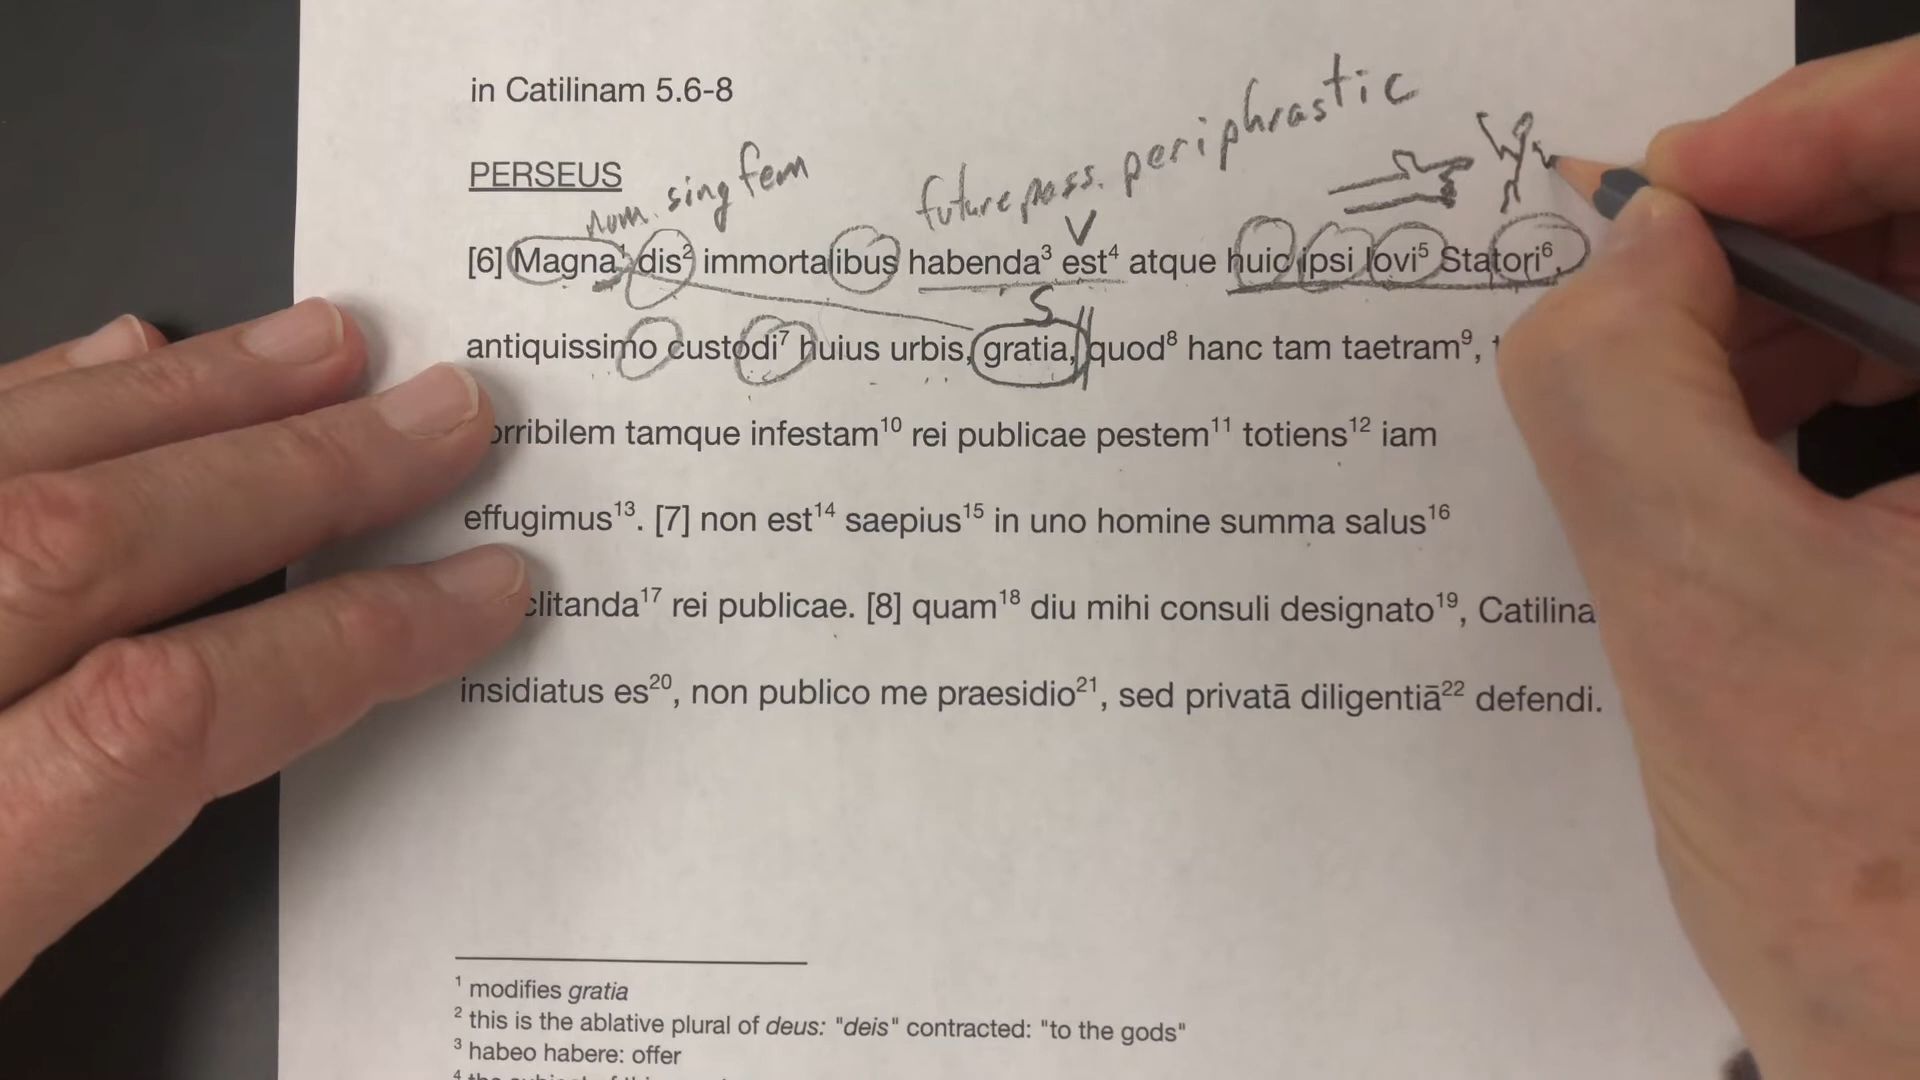 in Catilinam 5.6-8
future pass. periphrastic
PERSEUS
nom. sing fem
V
[6] Magna¹ dis² immortalibus habenda³ est⁴ atque huic ipsi Iovi⁵ Statori⁶,
S
antiquissimo custodi⁷ huius urbis, gratia, quod⁸ hanc tam taetram⁹,
infestam¹⁰ rei publicae pestem¹¹ totiens¹² iam
effugimus¹³. [7] non est¹⁴ saepius¹⁵ in uno homine summa salus¹⁶
rei publicae. [8] quam¹⁸ diu mihi consuli designato¹⁹, Catilina
insidiatus es²⁰, non publico me praesidio²¹, sed privatā diligentiā²² defendi.
¹ modifies gratia
² this is the ablative plural of deus: "deis" contracted: "to the gods"
³ habeo habere: offer